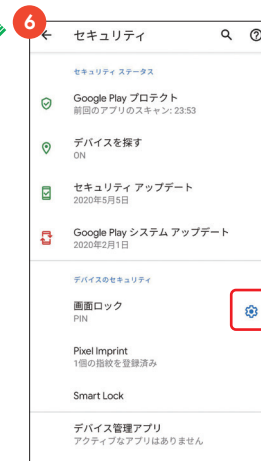 6
セキュリティ
セキュリティ ステータス
Google Play プロテクト
前回のアプリのスキャン: 23:53
デバイスを探す
ON
セキュリティ アップデート
2020年5月5日
Google Play システム アップデート
2020年2月1日
デバイスのセキュリティ
画面ロック
PIN
Pixel Imprint
1個の指紋を登録済み
Smart Lock
デバイス管理アプリ
アクティブなアプリはありません